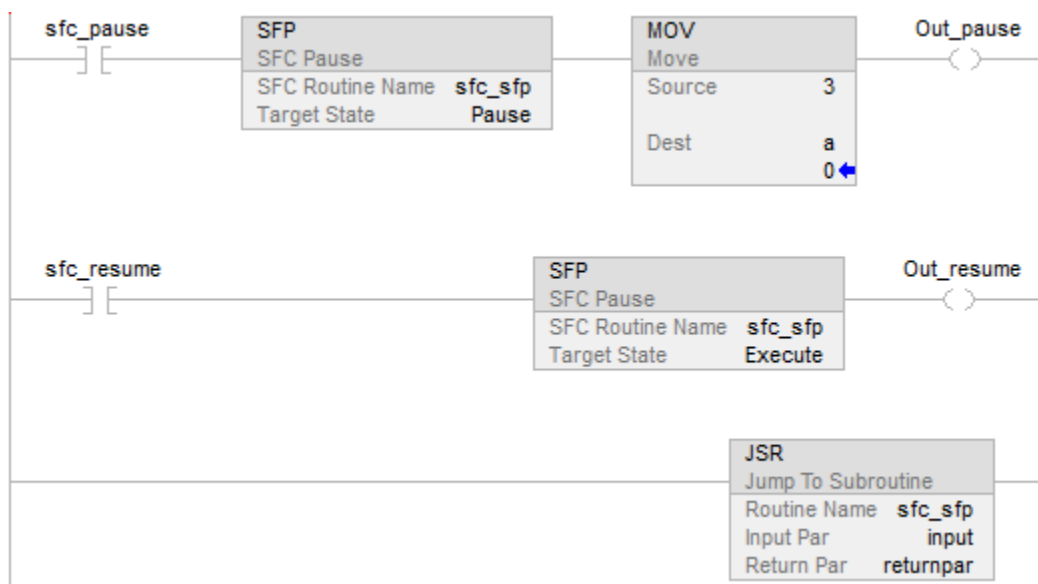 sfc_pause
SFP
SFC Pause
SFC Routine Name sfc_sfp
Target State Pause
MOV
Move
Source 3
Dest a
0
Out_pause
sfc_resume
SFP
SFC Pause
SFC Routine Name sfc_sfp
Target State Execute
Out_resume
JSR
Jump To Subroutine
Routine Name sfc_sfp
Input Par input
Return Par returnpar